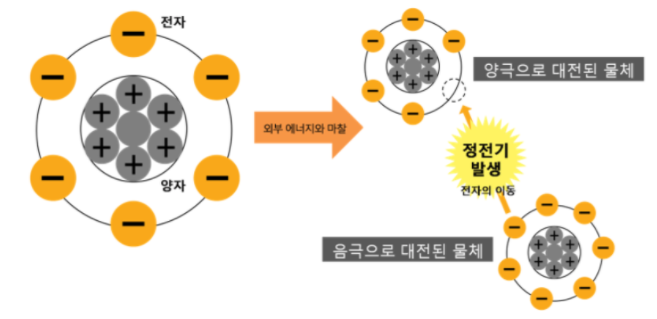 전자
양자
외부 에너지와 마찰
양극으로 대전된 물체
정전기
발생
전자의 이동
음극으로 대전된 물체